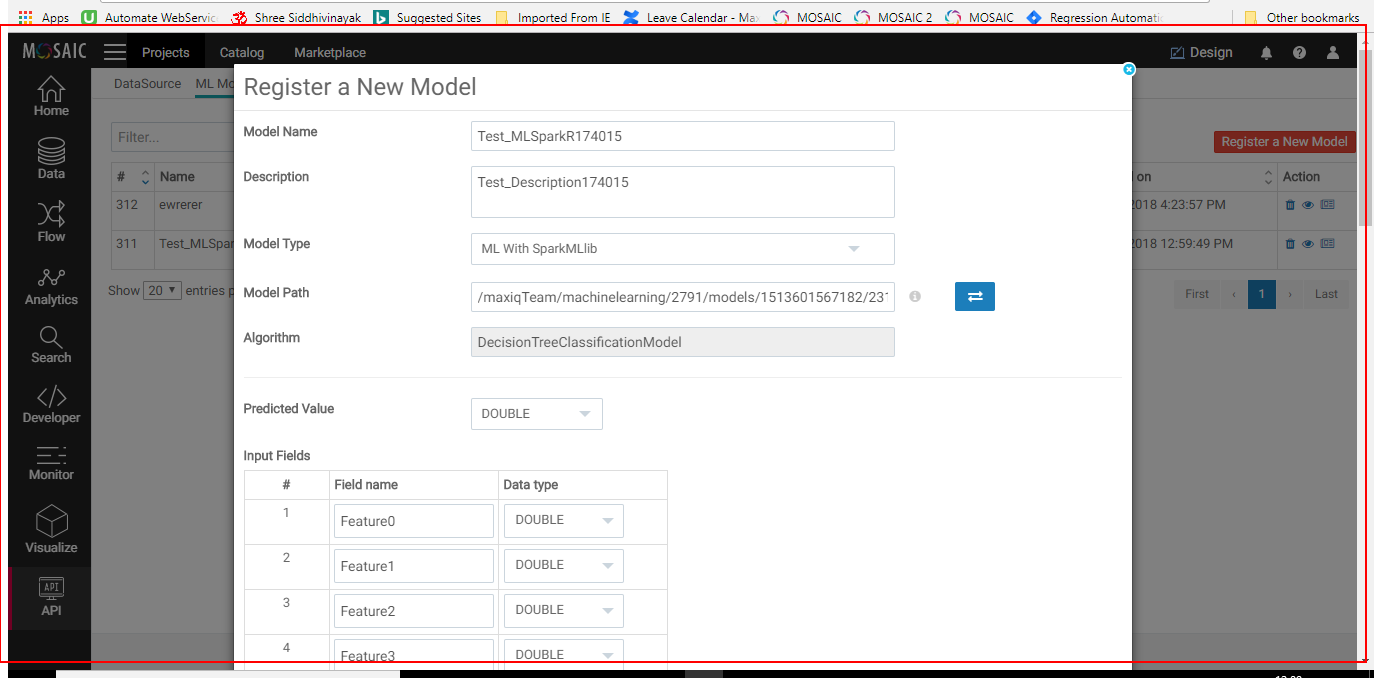 Apps Automate WebServic Shree Siddhivinayak Suggested Sites Imported From IE Leave Calendar - Max MOSAIC MOSAIC 2 MOSAIC Regression Automatic Other bookmarks
MOSAIC Projects Catalog Marketplace Design
DataSource ML Mo
Register a New Model
Home
Data
Flow
Analytics
Search
Developer
Monitor
Visualize
API
API
Filter...
Register a New Model
# Name on Action
312 ewrerer 2018 4:23:57 PM
311 Test_MLSpar 2018 12:59:49 PM
Show 20 entries p
First ‹ 1 › Last
Model Name Test_MLSparkR174015
Description Test_Description174015
Model Type ML With SparkMLlib
Model Path /maxiqTeam/machinelearning/2791/models/1513601567182/231
Algorithm DecisionTreeClassificationModel
Predicted Value DOUBLE
Input Fields
# Field name Data type
1 Feature0 DOUBLE
2 Feature1 DOUBLE
3 Feature2 DOUBLE
4 Feature3 DOUBLE